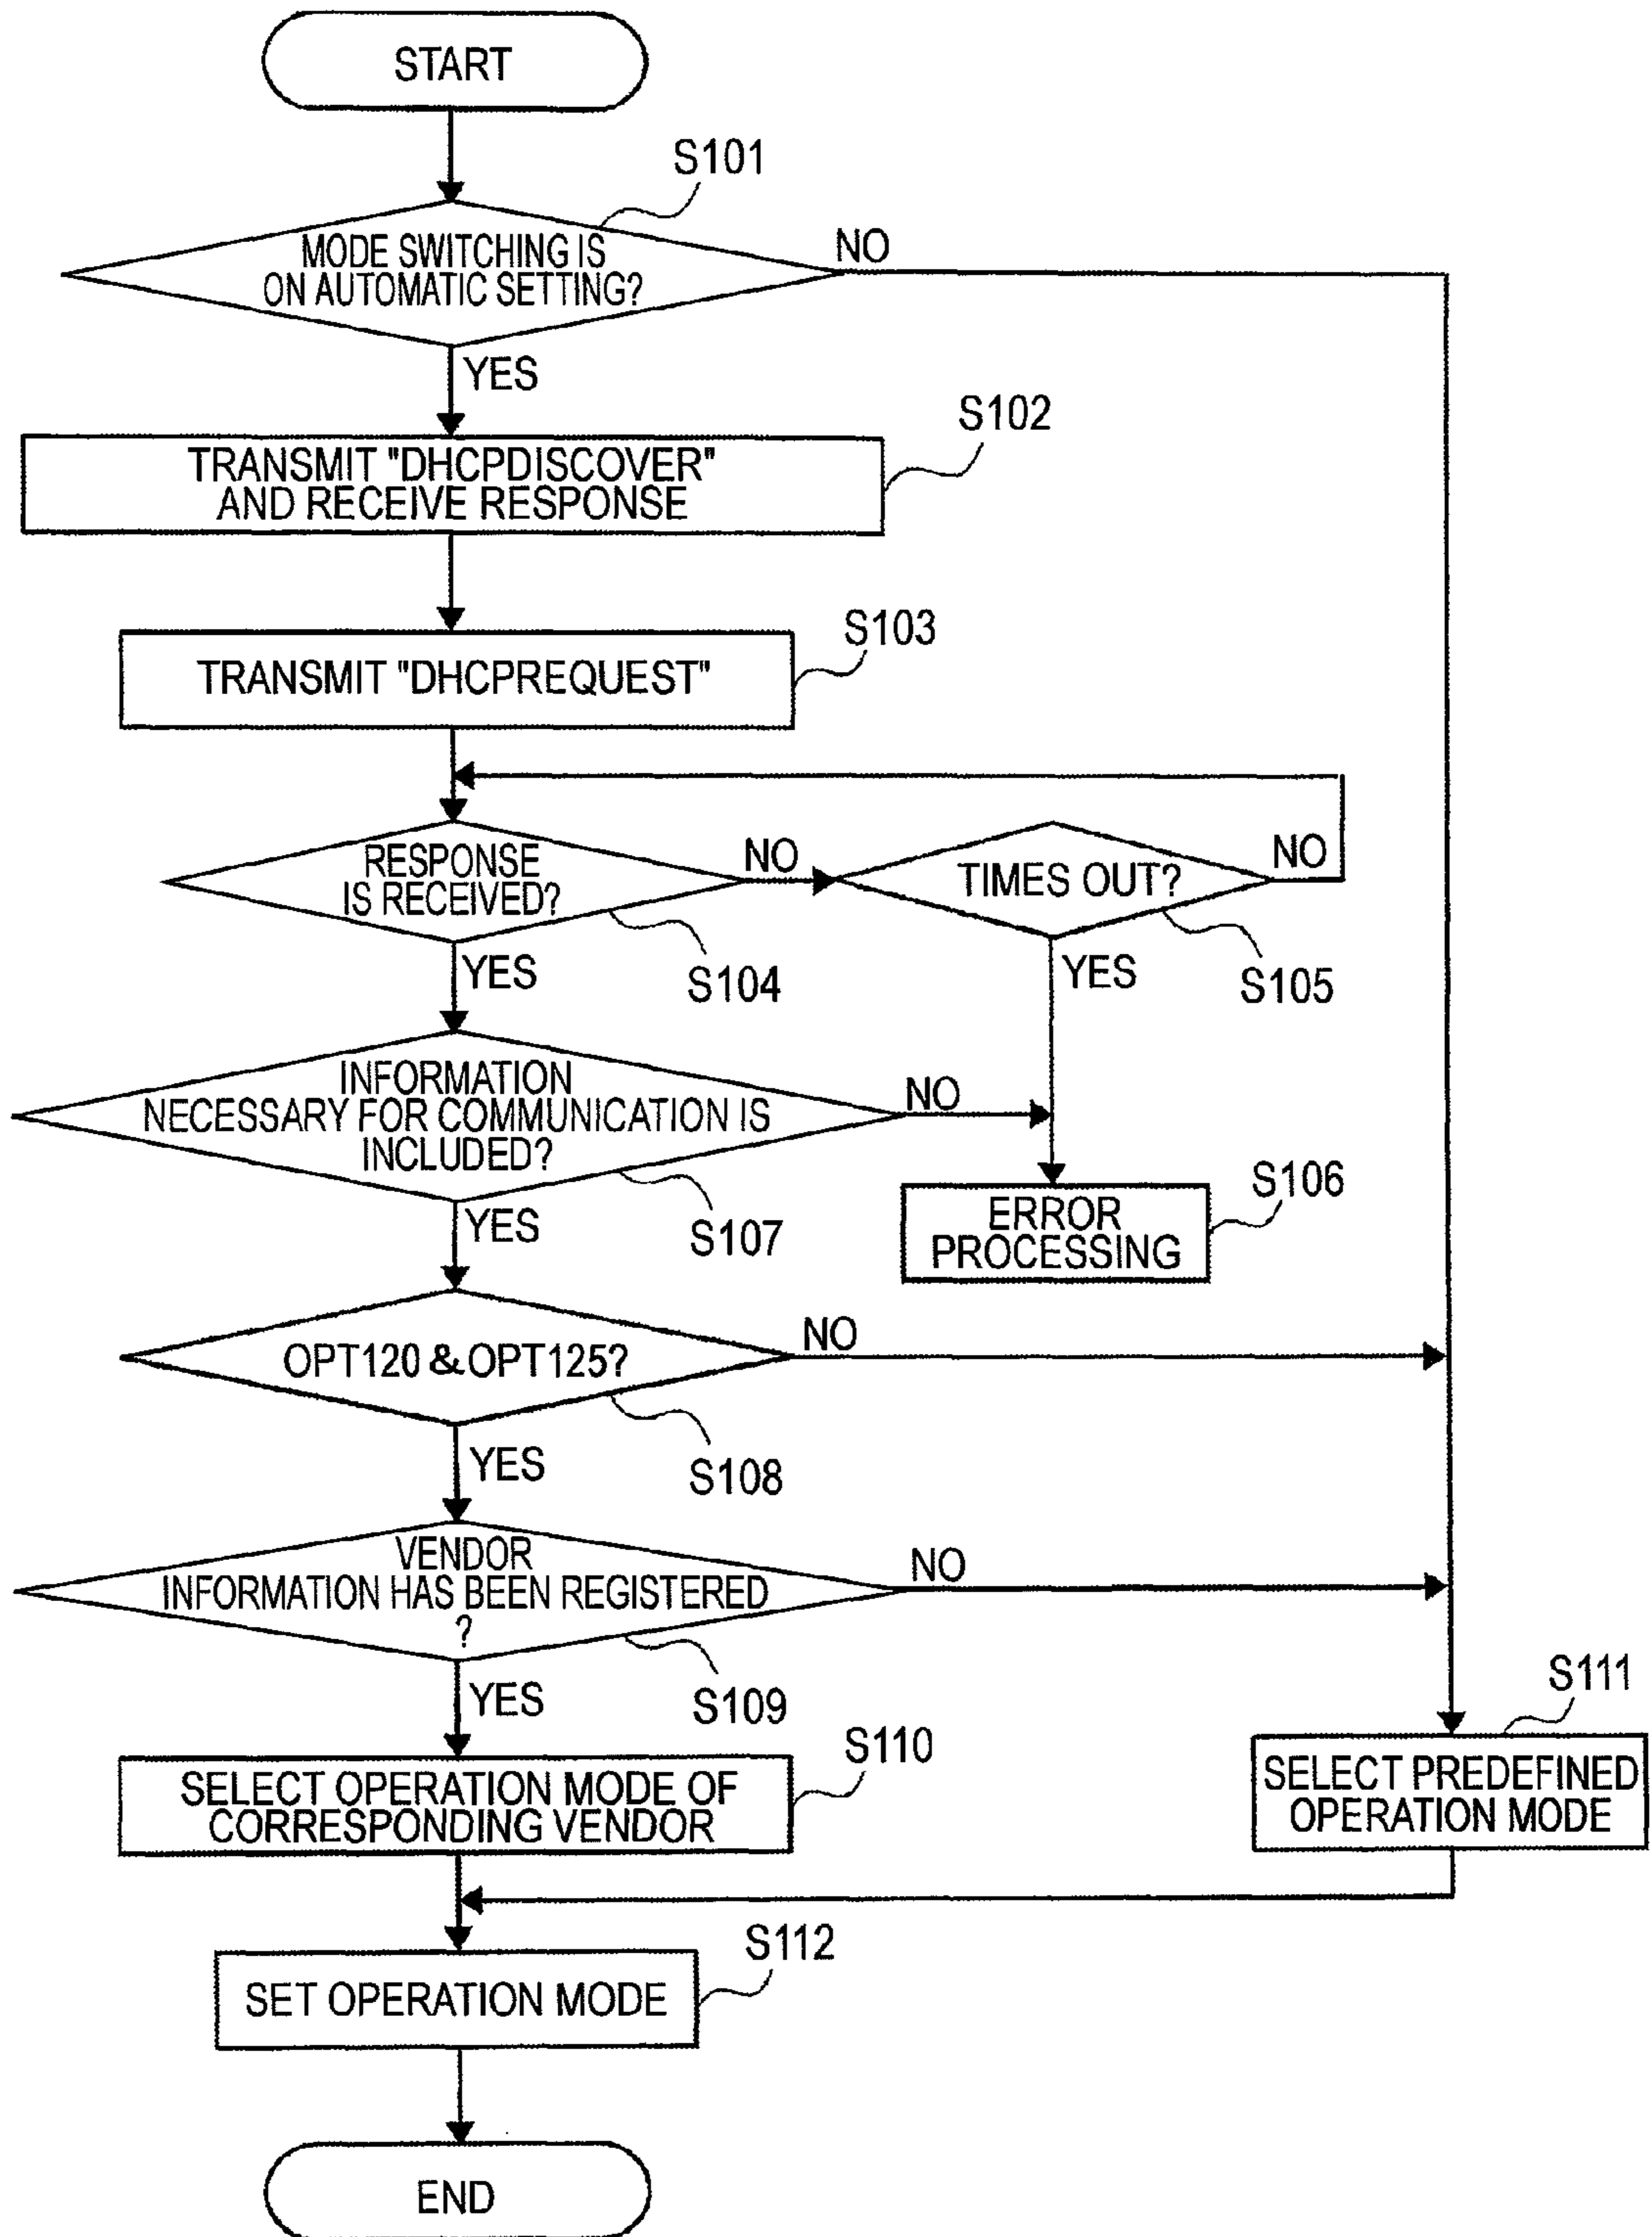 START
S101
MODE SWITCHING IS
ON AUTOMATIC SETTING?
NO
YES
S102
TRANSMIT "DHCPDISCOVER"
AND RECEIVE RESPONSE
S103
TRANSMIT "DHCPREQUEST"
RESPONSE
IS RECEIVED?
NO
TIMES OUT?
NO
YES
S104
YES
S105
INFORMATION
NECESSARY FOR COMMUNICATION IS
INCLUDED?
NO
YES
S107
S106
ERROR
PROCESSING
OPT120 & OPT125?
NO
YES
S108
VENDOR
INFORMATION HAS BEEN REGISTERED
?
NO
YES
S109
S110
SELECT OPERATION MODE OF
CORRESPONDING VENDOR
S111
SELECT PREDEFINED
OPERATION MODE
S112
SET OPERATION MODE
END